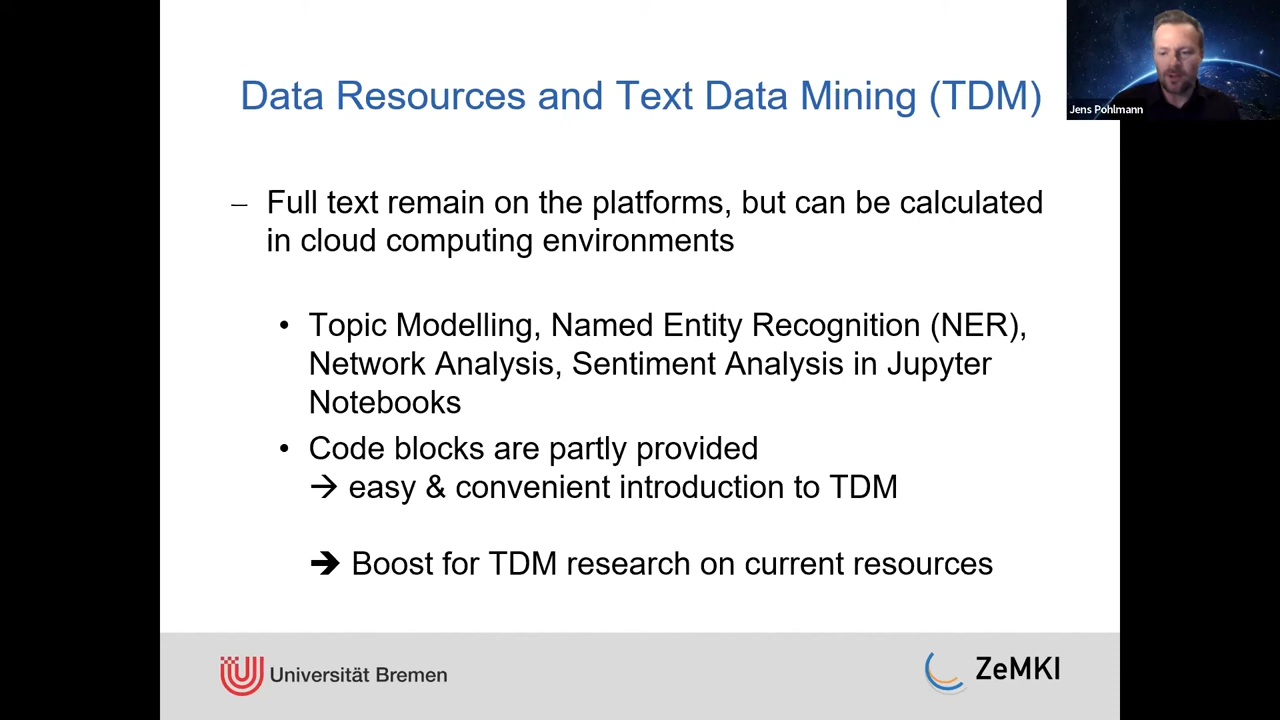 Data Resources and Text Data Mining (TDM)
Jens Pohlmann
– Full text remain on the platforms, but can be calculated
in cloud computing environments
• Topic Modelling, Named Entity Recognition (NER),
Network Analysis, Sentiment Analysis in Jupyter
Notebooks
• Code blocks are partly provided
→ easy & convenient introduction to TDM
➔ Boost for TDM research on current resources
Universität Bremen
ZeMKI